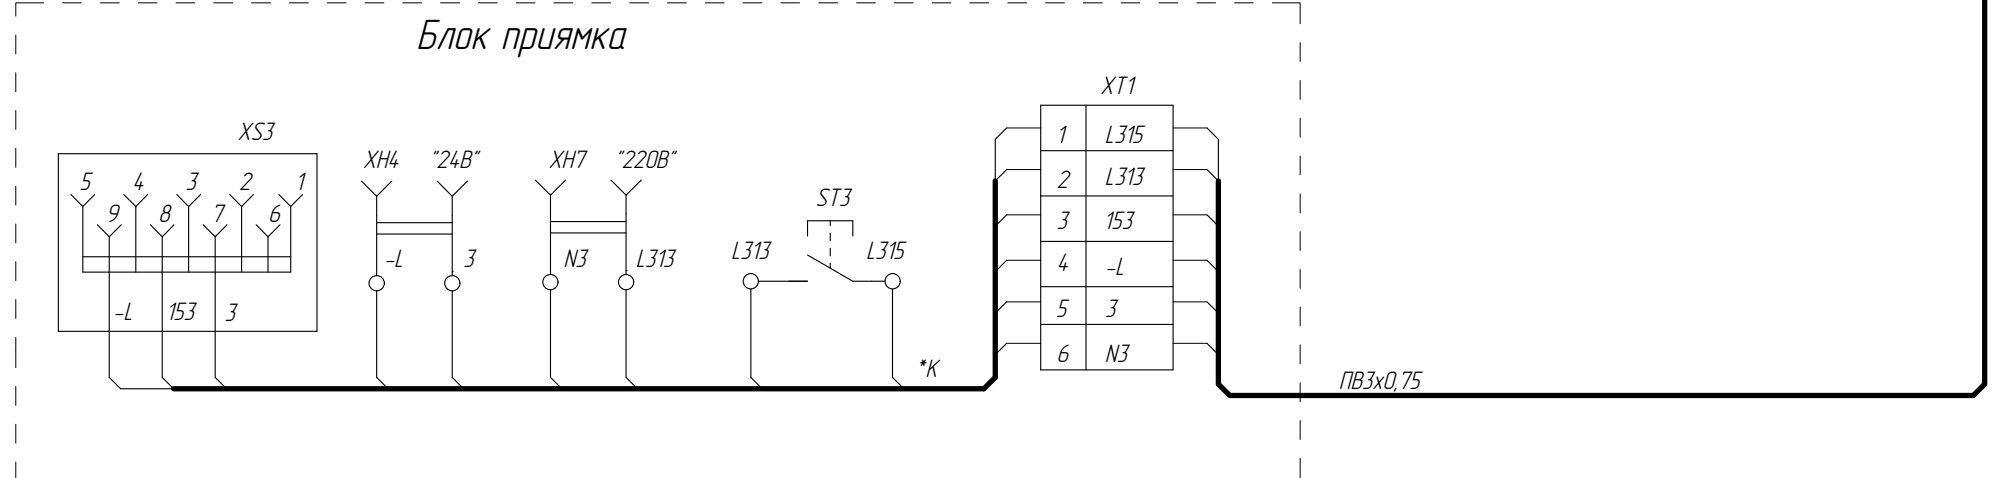 Блок приямка
XS3
5 4 3 2 1
9 8 7 6
-L 153 3
XH4 "24В"
-L 3
XH7 "220В"
N3 L313
ST3
L313 L315
*К
XT1
1 L315
2 L313
3 153
4 -L
5 3
6 N3
ПВ3х0,75